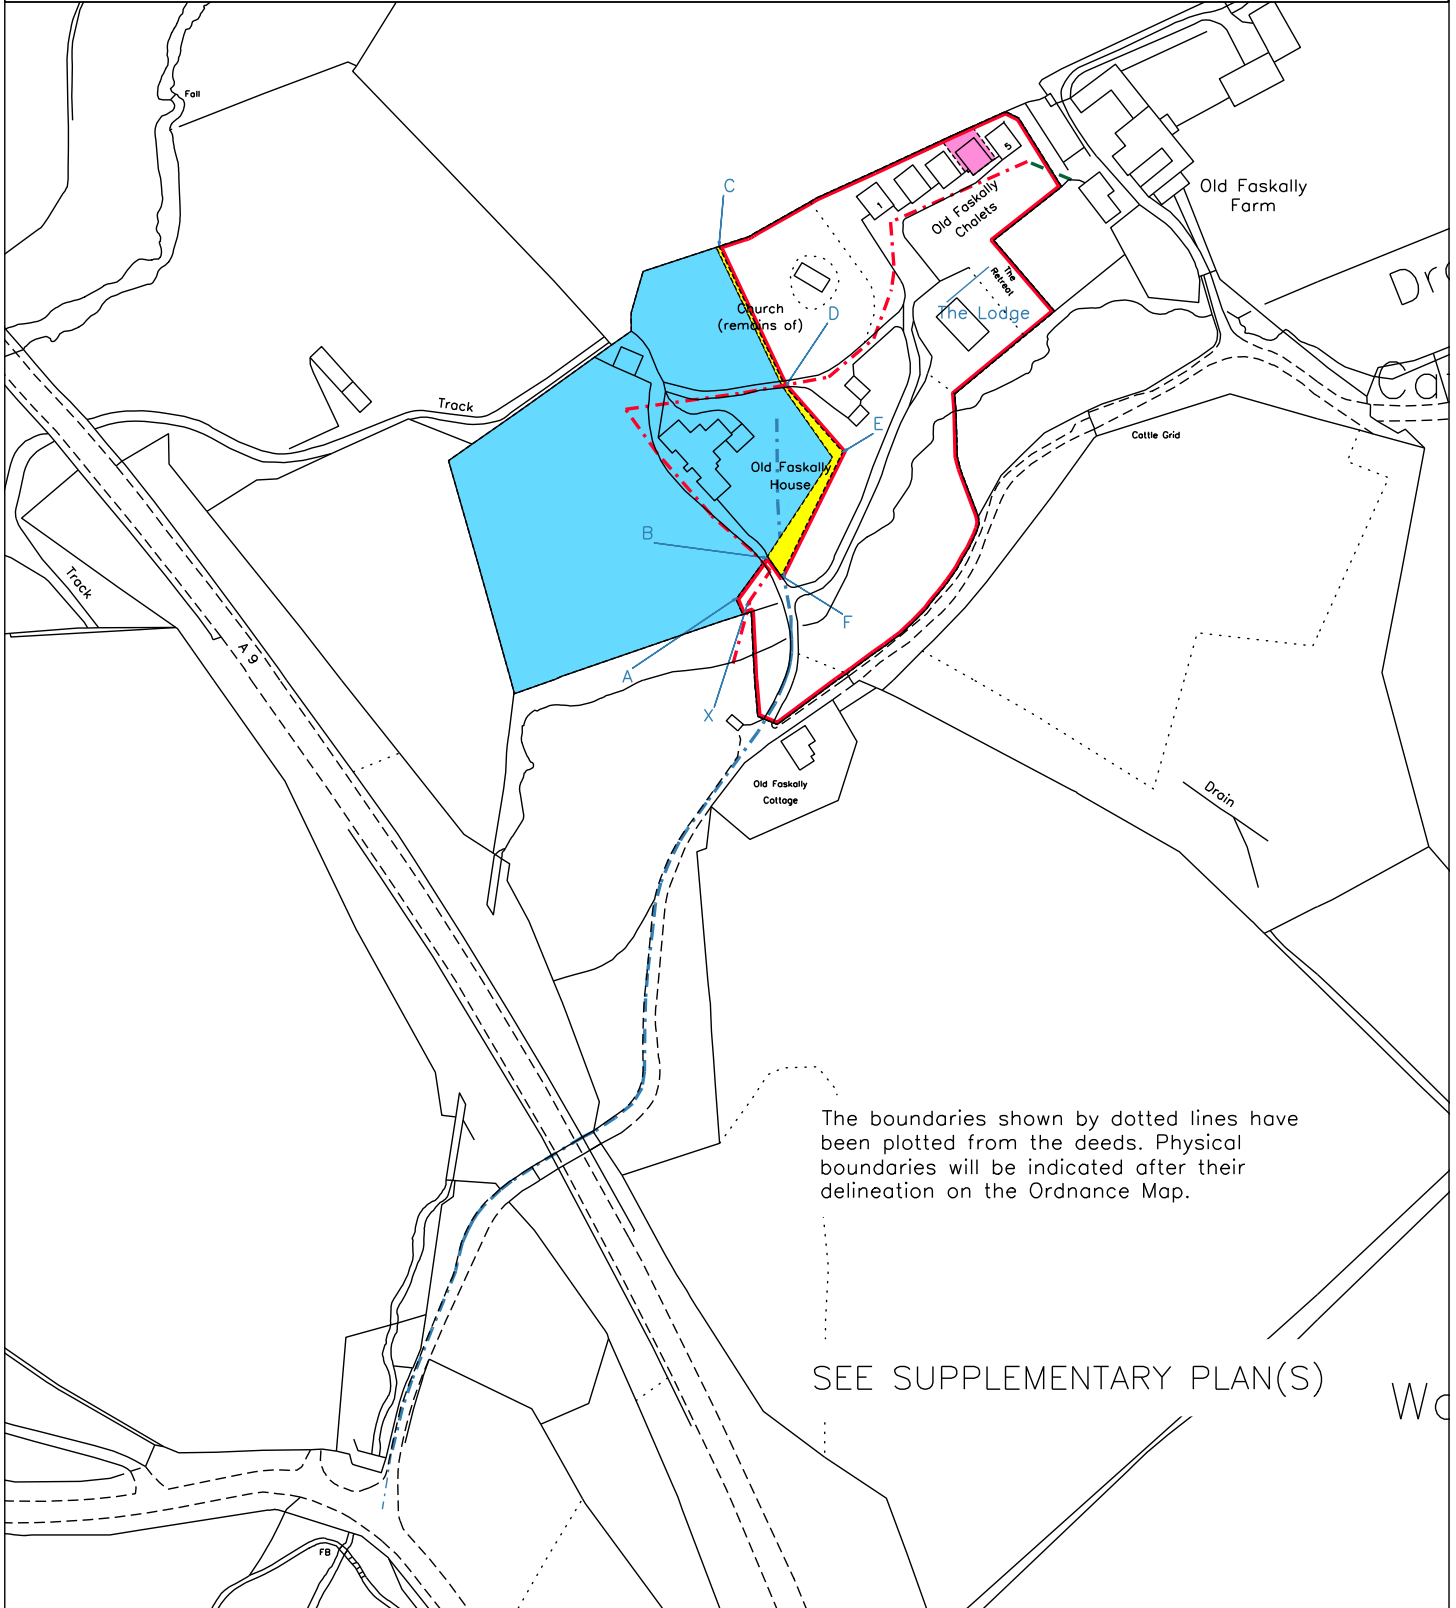 Fall
5
1
Old Faskally
Chalets
Old Faskally
Farm
C
The
Retreat
The Lodge
Church
(remains of)
D
Track
E
Cattle Grid
Old Faskally
House
B
Track
A 9
F
A
X
Old Faskally
Cottage
Drain
The boundaries shown by dotted lines have
been plotted from the deeds. Physical
boundaries will be indicated after their
delineation on the Ordnance Map.
SEE SUPPLEMENTARY PLAN(S)
FB